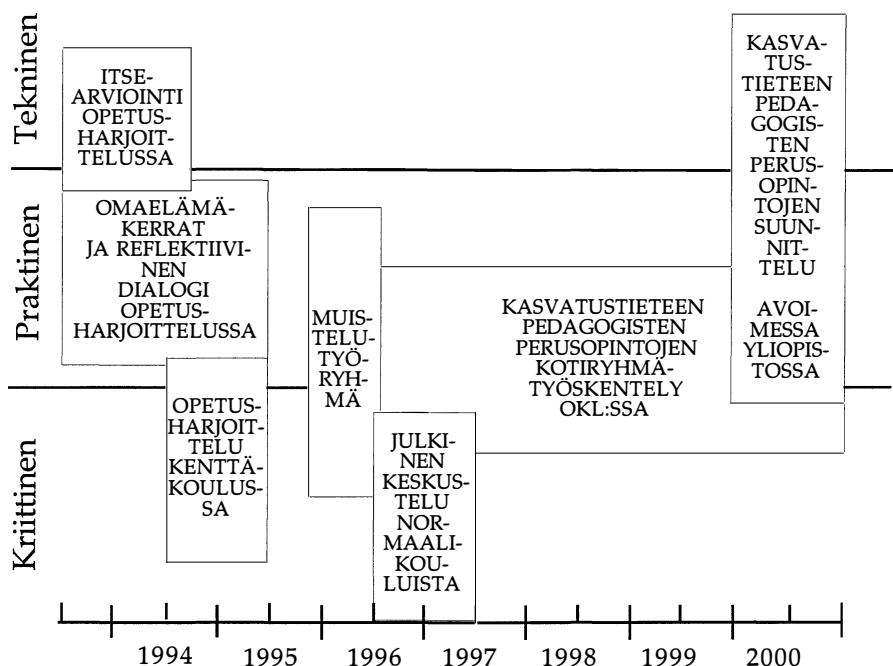 Tekninen
Praktinen
Kriittinen
ITSE-
ARVIOINTI
OPETUS-
HARJOIT-
TELUSSA
OMAELÄMÄ-
KERRAT
JA REFLEKTIIVI-
NEN
DIALOGI
OPETUS-
HARJOITTELUSSA
OPETUS-
HARJOIT-
TELU
KENTTÄ-
KOULUS-
SA
MUIS-
TELU-
TYÖ-
RYH-
MÄ
JULKI-
NEN
KESKUS-
TELU
NOR-
MAALI-
KOU-
LUISTA
KASVATUSTIETEEN
PEDAGOGISTEN
PERUSOPINTOJEN
KOTIRYHMÄ-
TYÖSKENTELY
OKL:SSA
KASVA-
TUS-
TIETEEN
PEDA-
GOGIS-
TEN
PERUS-
OPIN-
TOJEN
SUUN-
NIT-
TELU
AVOI-
MESSA
YLIOPIS-
TOSSA
1994 1995 1996 1997 1998 1999 2000